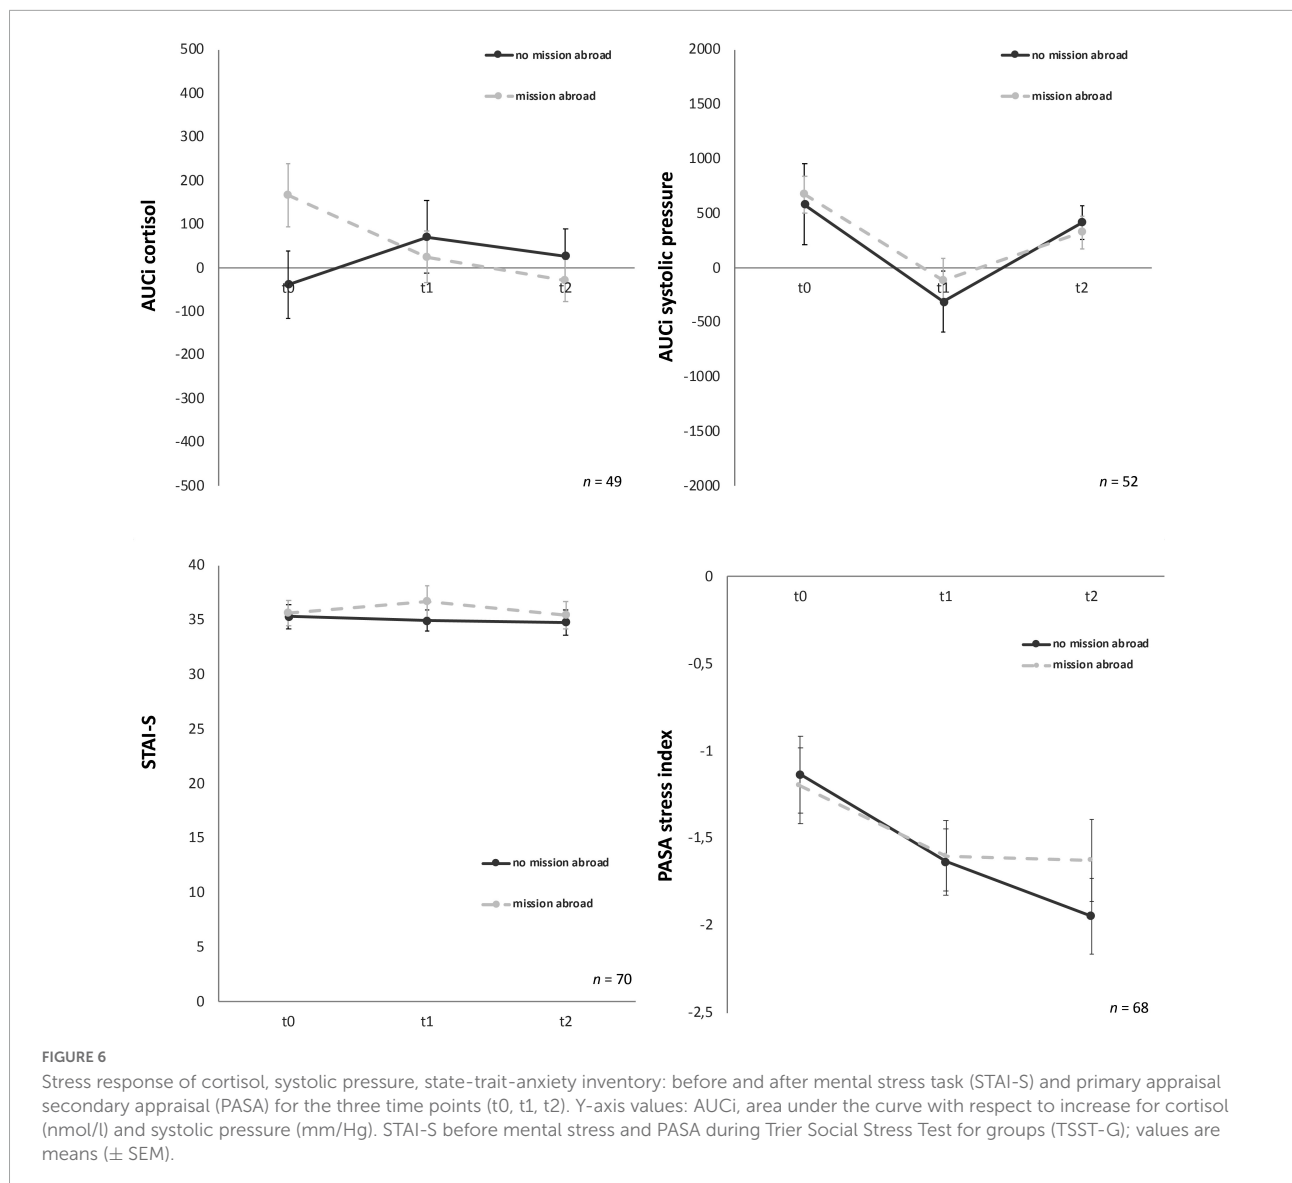 500
400
300
200
100
0
-100
-200
-300
-400
-500
AUCi cortisol
no mission abroad
mission abroad
t0
t1
t2
n = 49
2000
1500
1000
500
0
-500
-1000
-1500
-2000
AUCi systolic pressure
no mission abroad
mission abroad
t0
t1
t2
n = 52
40
35
30
25
20
15
10
5
0
STAI-S
no mission abroad
mission abroad
n = 70
t0
t1
t2
0
-0,5
-1
-1,5
-2
-2,5
PASA stress index
t0
t1
t2
no mission abroad
mission abroad
n = 68
FIGURE 6
Stress response of cortisol, systolic pressure, state-trait-anxiety inventory: before and after mental stress task (STAI-S) and primary appraisal
secondary appraisal (PASA) for the three time points (t0, t1, t2). Y-axis values: AUCi, area under the curve with respect to increase for cortisol
(nmol/l) and systolic pressure (mm/Hg). STAI-S before mental stress and PASA during Trier Social Stress Test for groups (TSST-G); values are
means (± SEM).